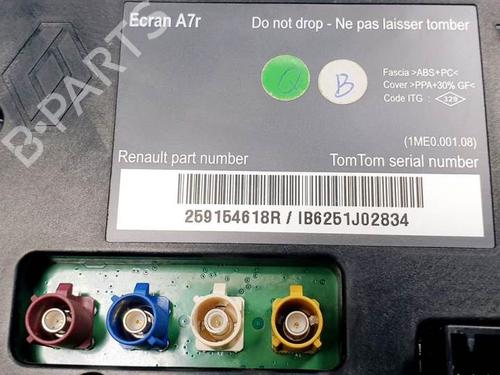 Ecran A7r
Do not drop - Ne pas laisser tomber
B
Fascia >ABS+PC<
Cover >PPA+30% GF<
Code ITG : 329
(1ME0.001.08)
Renault part number
TomTom serial number
259154618R / IB6251J02834
B-PARTS